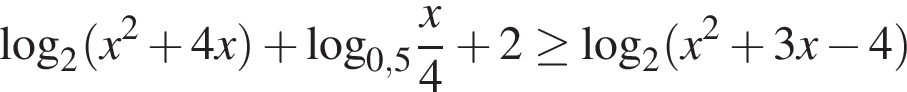 log₂(x² + 4x) + log₀,₅ x/4 + 2 ≥ log₂(x² + 3x − 4)